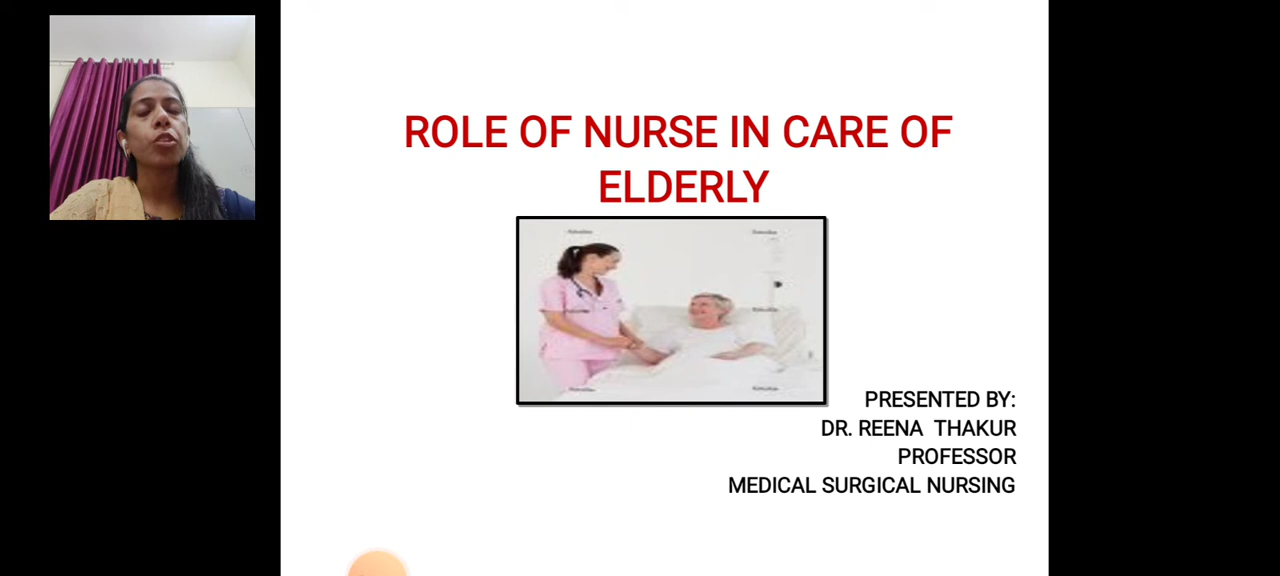 ROLE OF NURSE IN CARE OF
ELDERLY
PRESENTED BY:
DR. REENA THAKUR
PROFESSOR
MEDICAL SURGICAL NURSING